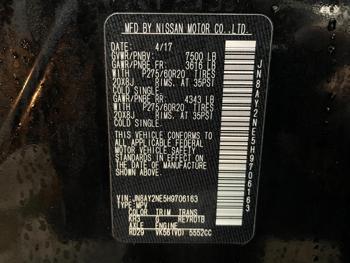 MFD BY NISSAN MOTOR CO.,LTD.
DATE: 4/17
GVWR/PNBV: 7500 LB
GAWR/PNBE FR: 3616 LB
WITH P275/60R20 TIRES
20X8J RIMS AT 35PSI
COLD SINGLE
GAWR/PNBE RR: 4343 LB
WITH P275/60R20 TIRES
20X8J RIMS AT 35PSI
COLD SINGLE
THIS VEHICLE CONFORMS TO ALL
APPLICABLE FEDERAL
MOTOR VEHICLE SAFETY
STANDARDS IN EFFECT ON
THE DATE OF MANUFACTURE
SHOWN ABOVE.
VIN: JN8AY2NE5H9706163
TYPE: MPV
COLOR TRIM TRANS
KH3 G RE7R01B
AXLE ENGINE
RD29 VK56(VD) 5552CC
JN8AY2NE5H9706163